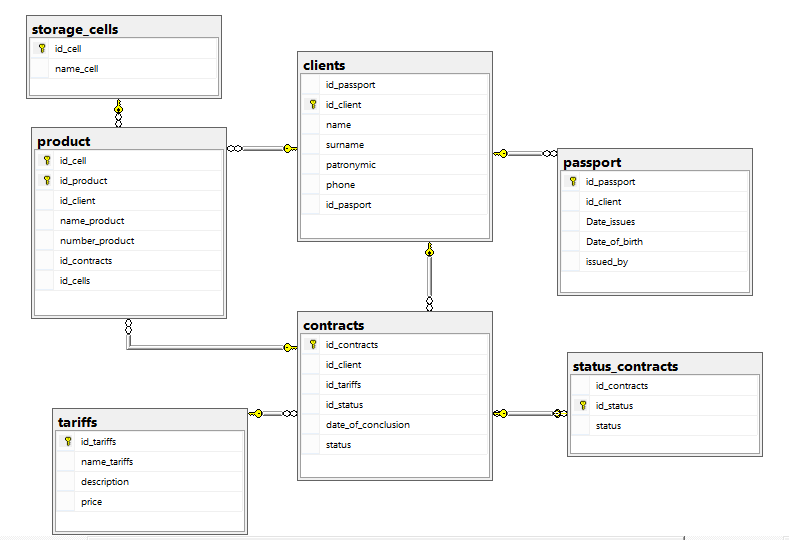 storage_cells
id_cell
name_cell
clients
id_passport
id_client
name
surname
patronymic
phone
id_pasport
product
id_cell
id_product
id_client
name_product
number_product
id_contracts
id_cells
passport
id_passport
id_client
Date_issues
Date_of_birth
issued_by
contracts
id_contracts
id_client
id_tariffs
id_status
date_of_conclusion
status
status_contracts
id_contracts
id_status
status
tariffs
id_tariffs
name_tariffs
description
price